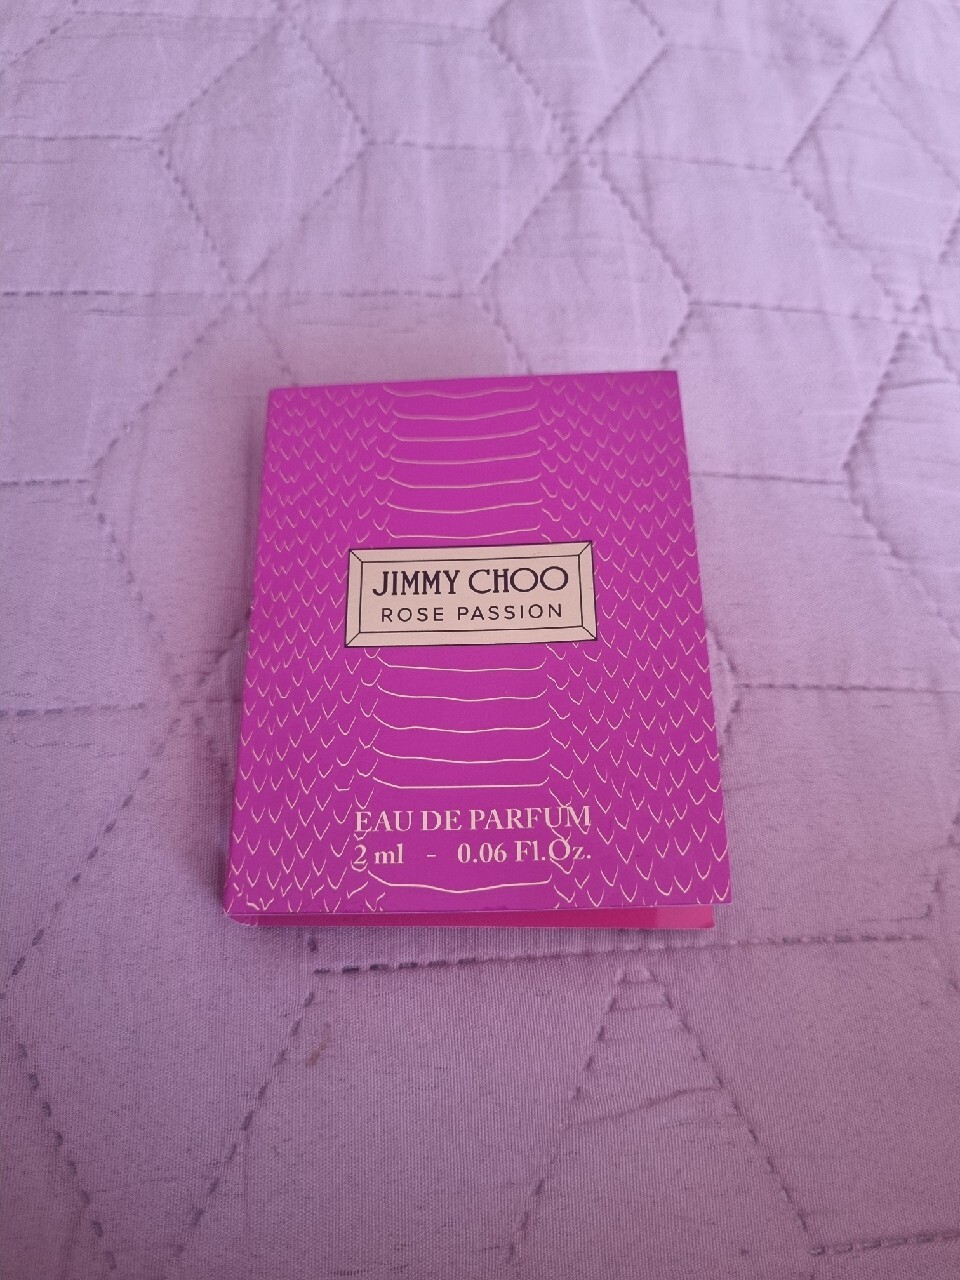 JIMMY CHOO
ROSE PASSION
EAU DE PARFUM
2 ml - 0.06 Fl.Oz.